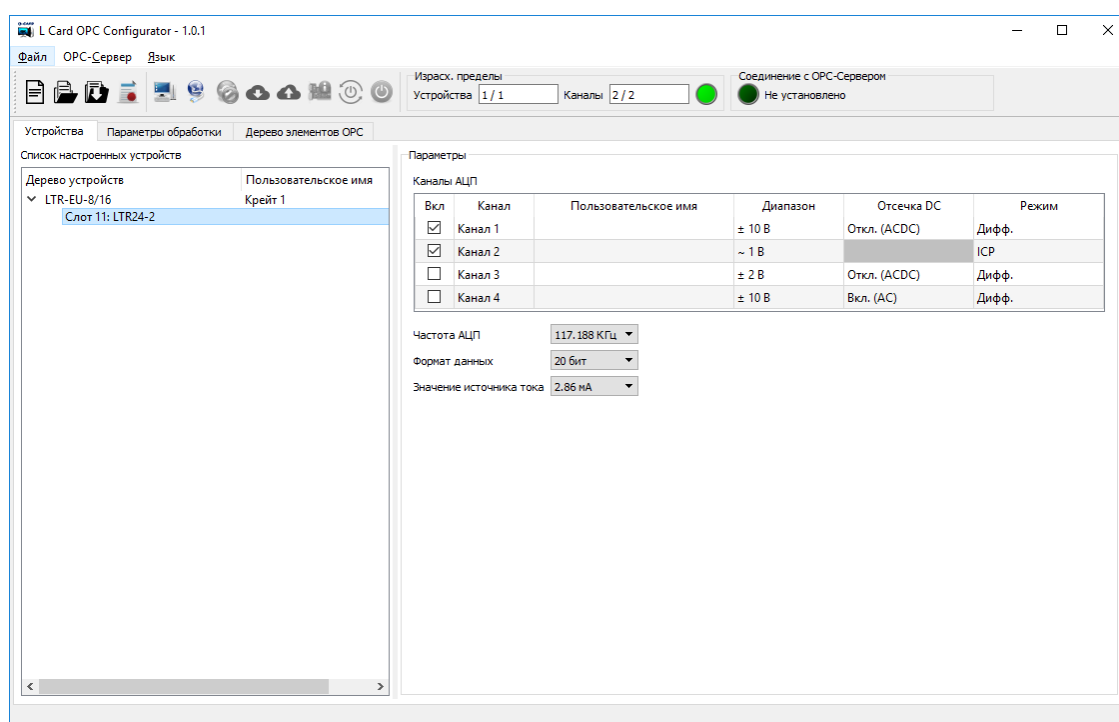 L Card OPC Configurator - 1.0.1
Файл OPC-Сервер Язык
Израсх. пределы
Устройства 1 / 1 Каналы 2 / 2
Соединение с OPC-Сервером
Не установлено
Устройства Параметры обработки Дерево элементов OPC
Список настроенных устройств
Дерево устройств Пользовательское имя
LTR-EU-8/16 Крейт 1
Слот 11: LTR24-2
Параметры
Каналы АЦП
Вкл Канал Пользовательское имя Диапазон Отсечка DC Режим
Канал 1 ± 10 В Откл. (ACDC) Дифф.
Канал 2 ~ 1 В ICP
Канал 3 ± 2 В Откл. (ACDC) Дифф.
Канал 4 ± 10 В Вкл. (AC) Дифф.
Частота АЦП 117.188 КГц
Формат данных 20 бит
Значение источника тока 2.86 мА